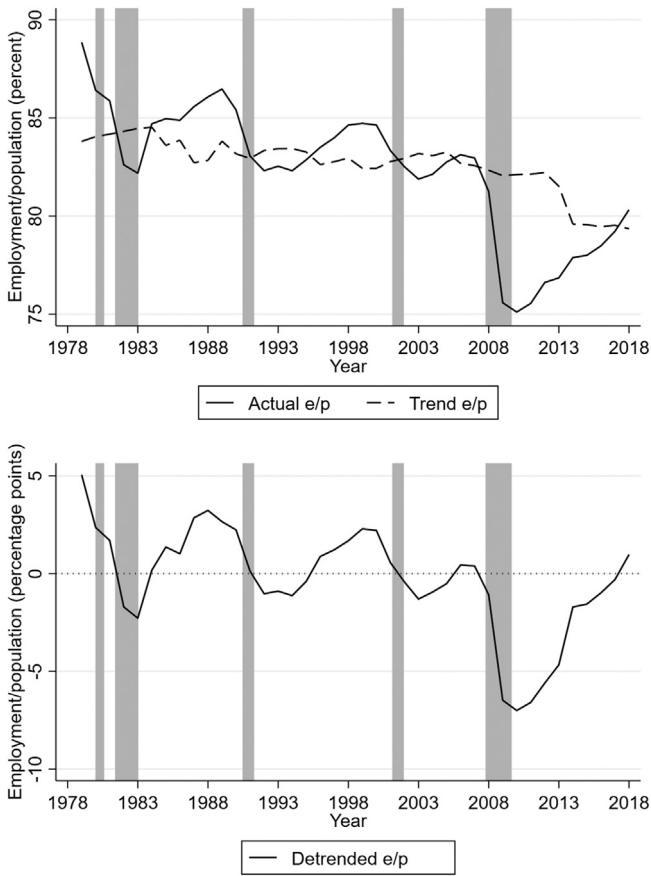 Employment/population (percent)
90
85
80
75
1978 1983 1988 1993 1998 2003 2008 2013 2018
Year
Actual e/p Trend e/p
Employment/population (percentage points)
5
0
-5
-10
1978 1983 1988 1993 1998 2003 2008 2013 2018
Year
Detrended e/p